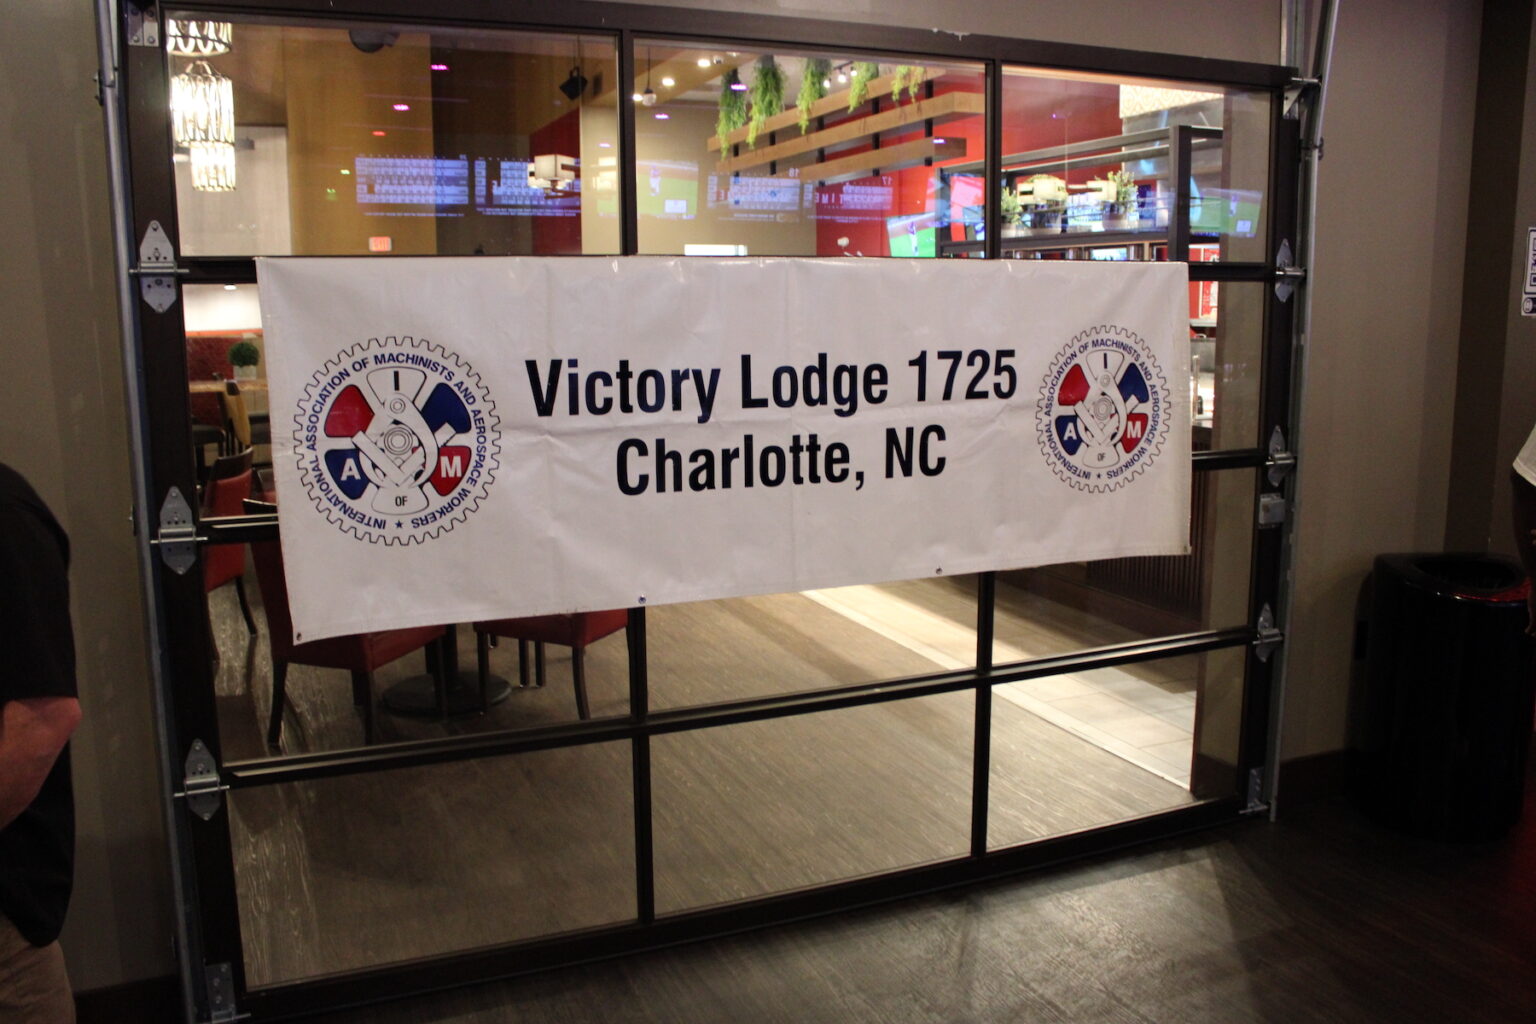 Victory Lodge 1725
Charlotte, NC
INTERNATIONAL ASSOCIATION OF MACHINISTS AND AEROSPACE WORKERS ★
I
A M
OF
INTERNATIONAL ASSOCIATION OF MACHINISTS AND AEROSPACE WORKERS ★
I
A M
OF